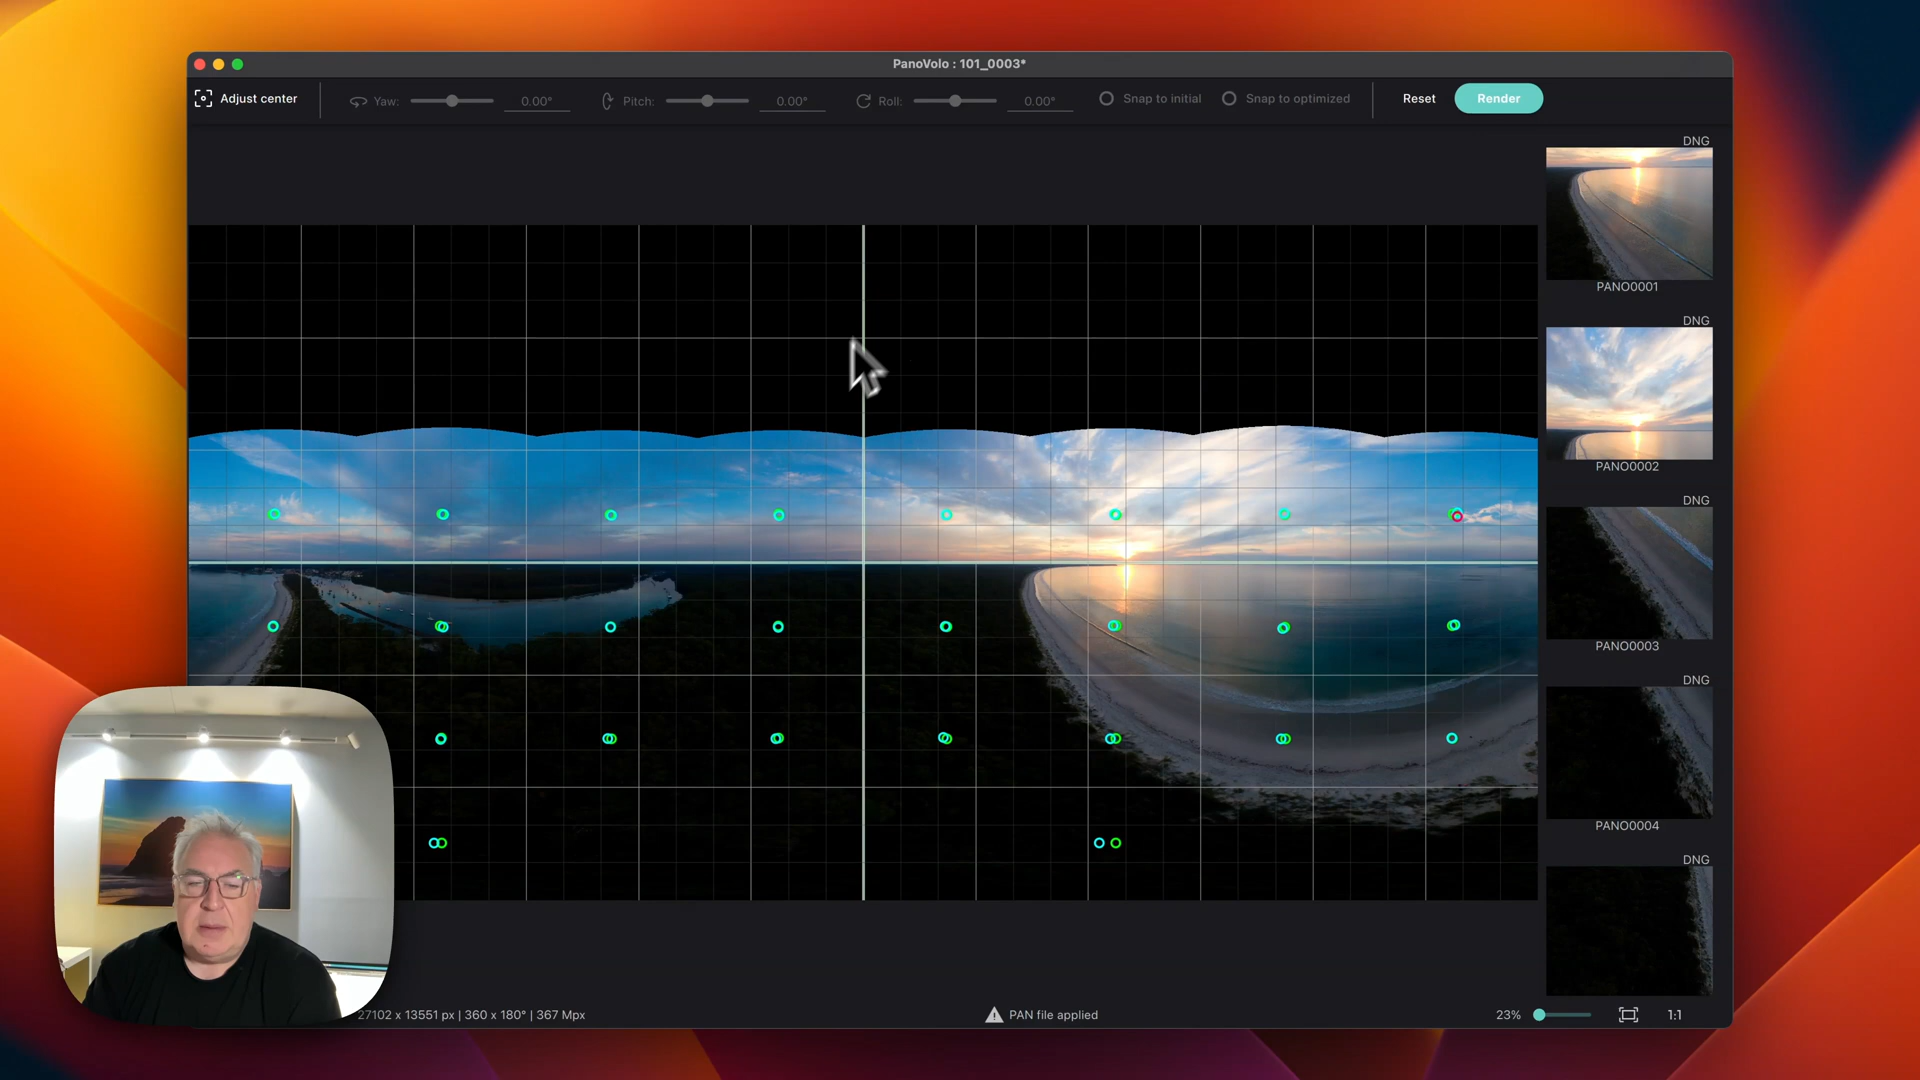 PanoVolo : 101_0003*
Adjust center
Yaw: 0.00°
Pitch: 0.00°
Roll: 0.00°
Snap to initial
Snap to optimized
Reset
Render
DNG
PANO0001
DNG
PANO0002
DNG
PANO0003
DNG
PANO0004
DNG
27102 x 13551 px | 360 x 180° | 367 Mpx
PAN file applied
23%
1:1